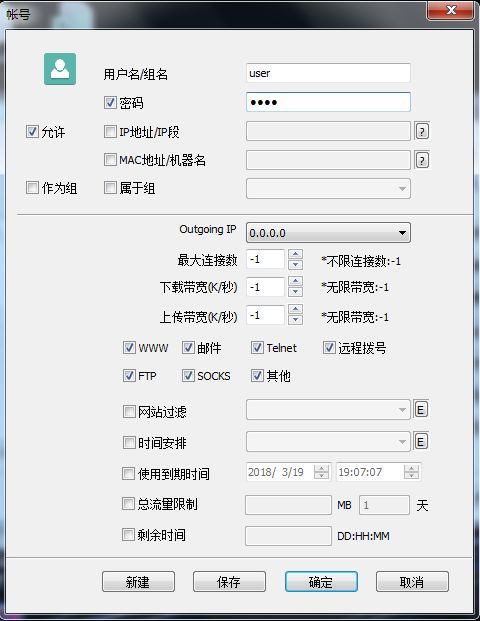 帐号
用户名/组名 user
密码 ●●●●
允许 IP地址/IP段 ?
MAC地址/机器名 ?
作为组 属于组
Outgoing IP 0.0.0.0
最大连接数 -1 *不限连接数:-1
下载带宽(K/秒) -1 *无限带宽:-1
上传带宽(K/秒) -1 *无限带宽:-1
WWW 邮件 Telnet 远程拨号
FTP SOCKS 其他
网站过滤 E
时间安排 E
使用到期时间 2018/ 3/19 19:07:07
总流量限制 MB 1 天
剩余时间 DD:HH:MM
新建 保存 确定 取消